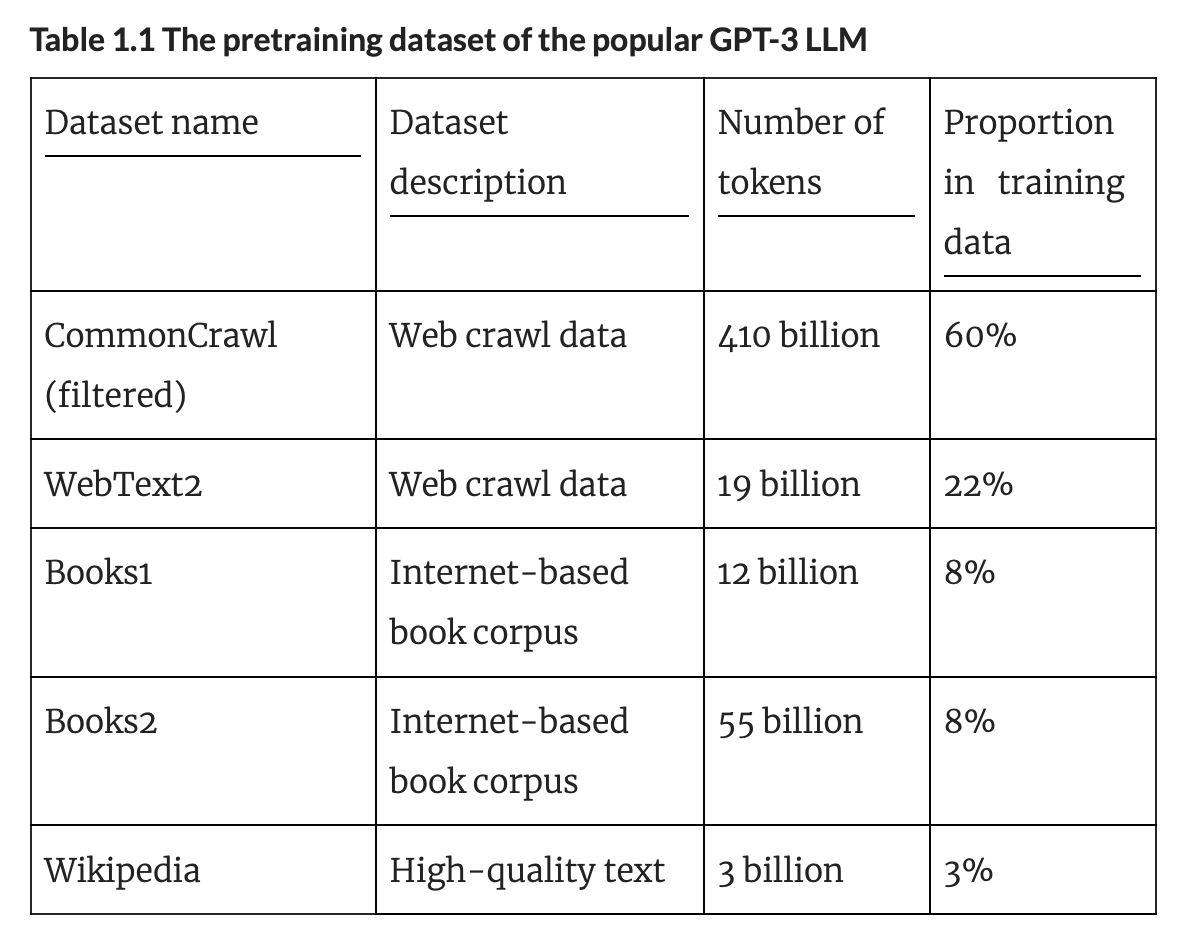 Table 1.1 The pretraining dataset of the popular GPT-3 LLM
Dataset name
Dataset
description
Number of
tokens
Proportion
in training
data
CommonCrawl
(filtered)
Web crawl data
410 billion
60%
WebText2
Web crawl data
19 billion
22%
Books1
Internet-based
book corpus
12 billion
8%
Books2
Internet-based
book corpus
55 billion
8%
Wikipedia
High-quality text
3 billion
3%